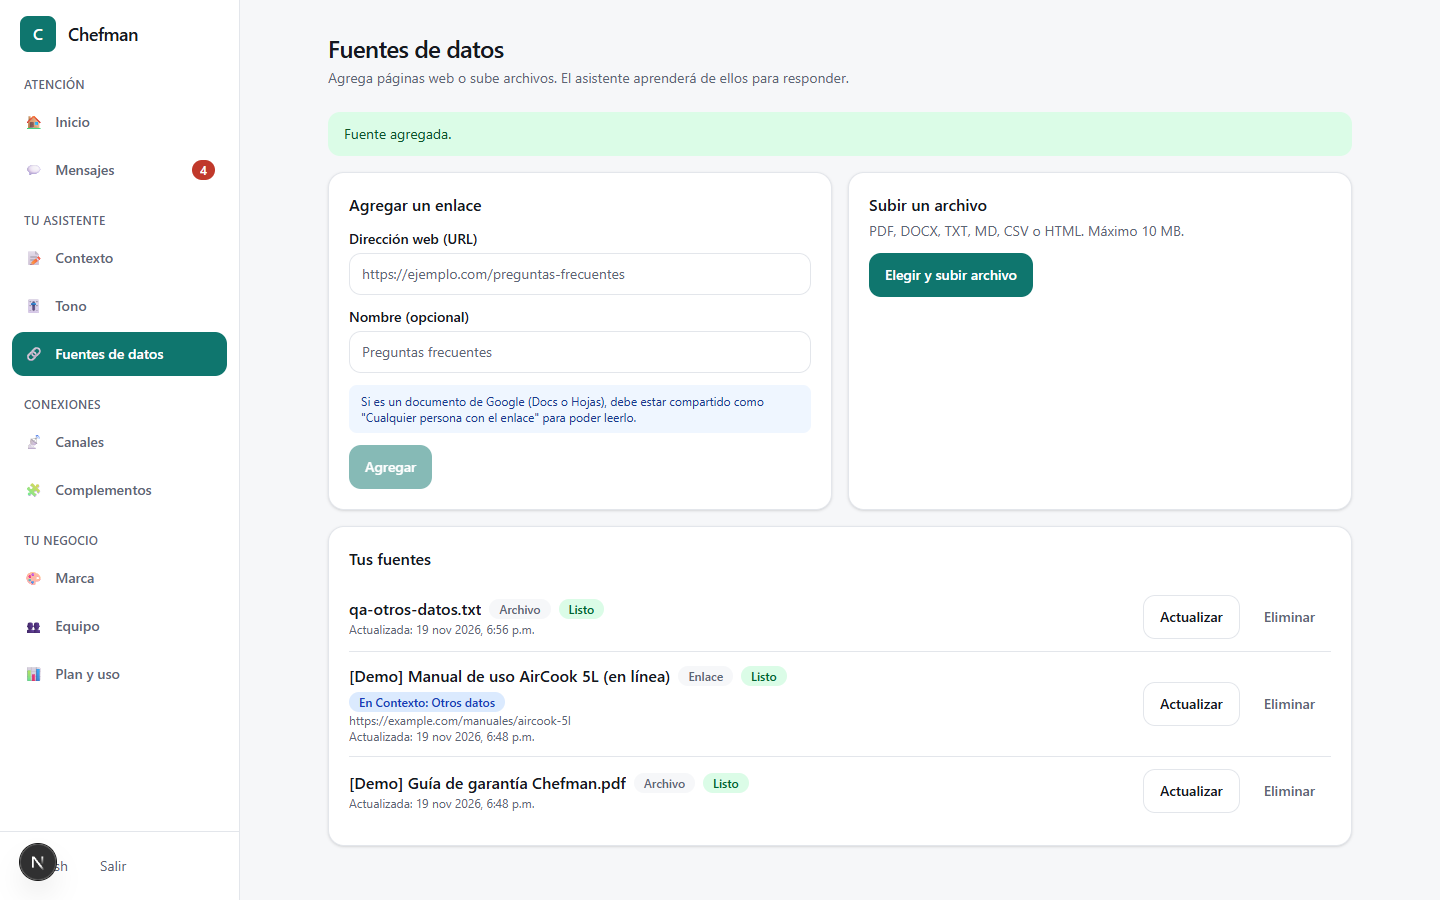 C Chefman
ATENCIÓN
Inicio
Mensajes 4
TU ASISTENTE
Contexto
Tono
Fuentes de datos
CONEXIONES
Canales
Complementos
TU NEGOCIO
Marca
Equipo
Plan y uso
N
sh Salir
Fuentes de datos
Agrega páginas web o sube archivos. El asistente aprenderá de ellos para responder.
Fuente agregada.
Agregar un enlace
Dirección web (URL)
https://ejemplo.com/preguntas-frecuentes
Nombre (opcional)
Preguntas frecuentes
Si es un documento de Google (Docs o Hojas), debe estar compartido como
"Cualquier persona con el enlace" para poder leerlo.
Agregar
Subir un archivo
PDF, DOCX, TXT, MD, CSV o HTML. Máximo 10 MB.
Elegir y subir archivo
Tus fuentes
qa-otros-datos.txt Archivo Listo
Actualizada: 19 nov 2026, 6:56 p.m.
Actualizar Eliminar
[Demo] Manual de uso AirCook 5L (en línea) Enlace Listo
En Contexto: Otros datos
https://example.com/manuales/aircook-5l
Actualizada: 19 nov 2026, 6:48 p.m.
Actualizar Eliminar
[Demo] Guía de garantía Chefman.pdf Archivo Listo
Actualizada: 19 nov 2026, 6:48 p.m.
Actualizar Eliminar